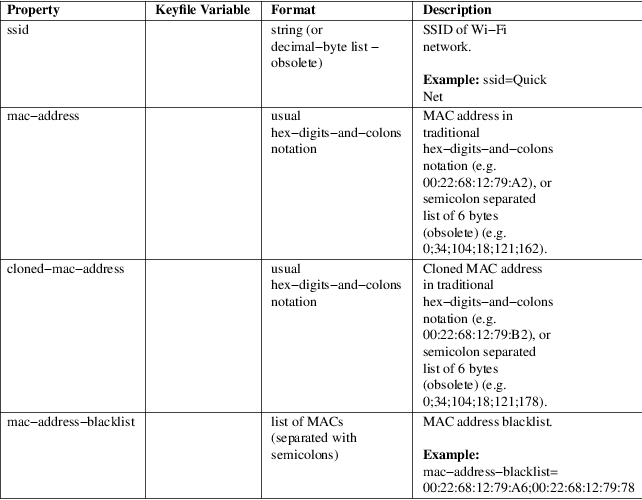 Property Keyfile Variable Format Description
ssid string (or SSID of Wi−Fi
decimal−byte list − network.
obsolete)
Example: ssid=Quick
Net
mac−address usual MAC address in
hex−digits−and−colons traditional
notation hex−digits−and−colons
notation (e.g.
00:22:68:12:79:A2), or
semicolon separated
list of 6 bytes
(obsolete) (e.g.
0;34;104;18;121;162).
cloned−mac−address usual Cloned MAC address
hex−digits−and−colons in traditional
notation hex−digits−and−colons
notation (e.g.
00:22:68:12:79:B2), or
semicolon separated
list of 6 bytes
(obsolete) (e.g.
0;34;104;18;121;178).
mac−address−blacklist list of MACs MAC address blacklist.
(separated with
semicolons) Example:
mac−address−blacklist=
00:22:68:12:79:A6;00:22:68:12:79:78